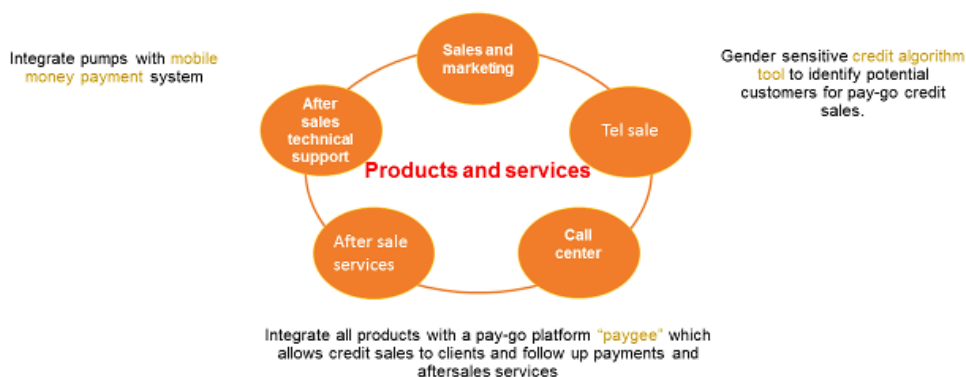 Sales and
marketing
Integrate pumps with mobile
money payment system
Gender sensitive credit algorithm
tool to identify potential
customers for pay-go credit
sales.
After
sales
technical
support
Tel sale
Products and services
After sale
services
Call
center
Integrate all products with a pay-go platform “paygee” which
allows credit sales to clients and follow up payments and
aftersales services